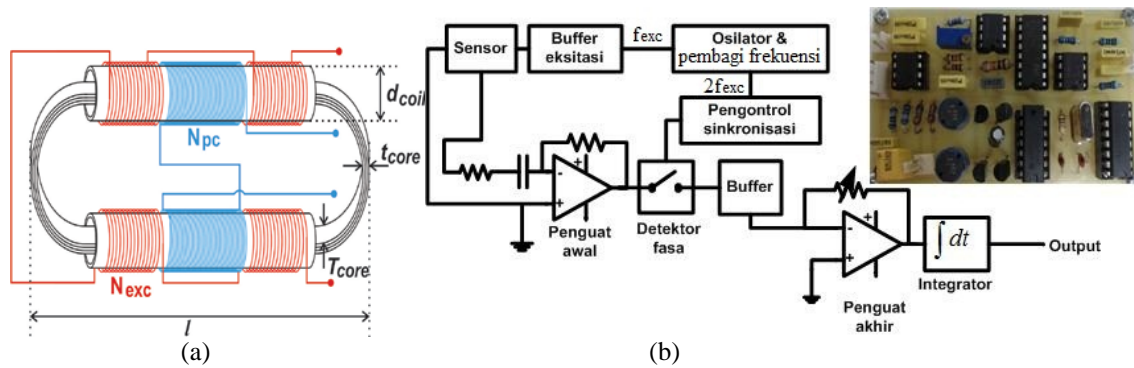 d_coil
N_pc
t_core
T_core
N_exc
l
(a)
Sensor
Buffer
eksitasi
f_exc
Osilator &
pembagi frekuensi
2f_exc
Pengontrol
sinkronisasi
-
+
+
Penguat
awal
Detektor
fasa
Buffer
-
+
+
Penguat
akhir
∫ dt
Integrator
Output
(b)